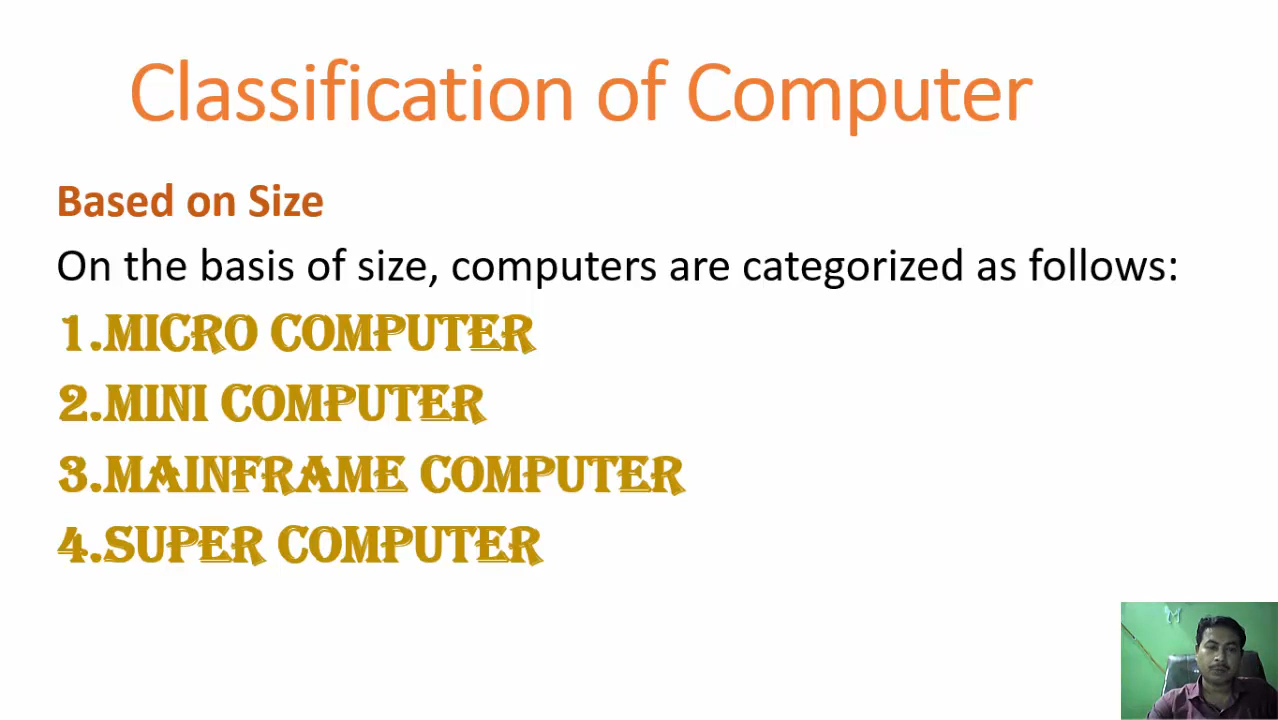 Classification of Computer
Based on Size
On the basis of size, computers are categorized as follows:
1.MICRO COMPUTER
2.MINI COMPUTER
3.MAINFRAME COMPUTER
4.SUPER COMPUTER